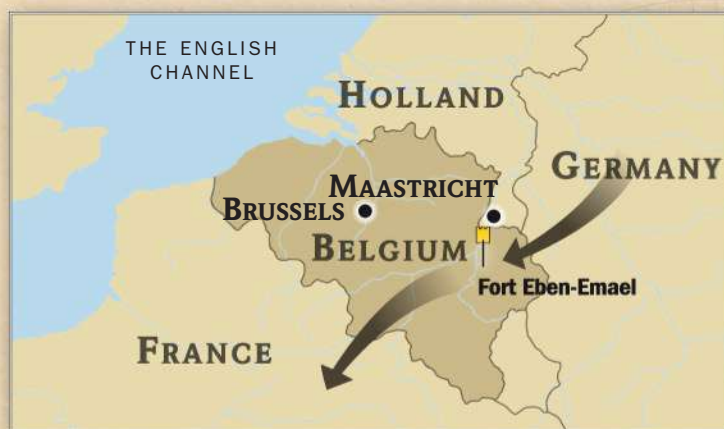 THE ENGLISH
CHANNEL
HOLLAND
GERMANY
MAASTRICHT
BRUSSELS
BELGIUM
Fort Eben-Emael
FRANCE